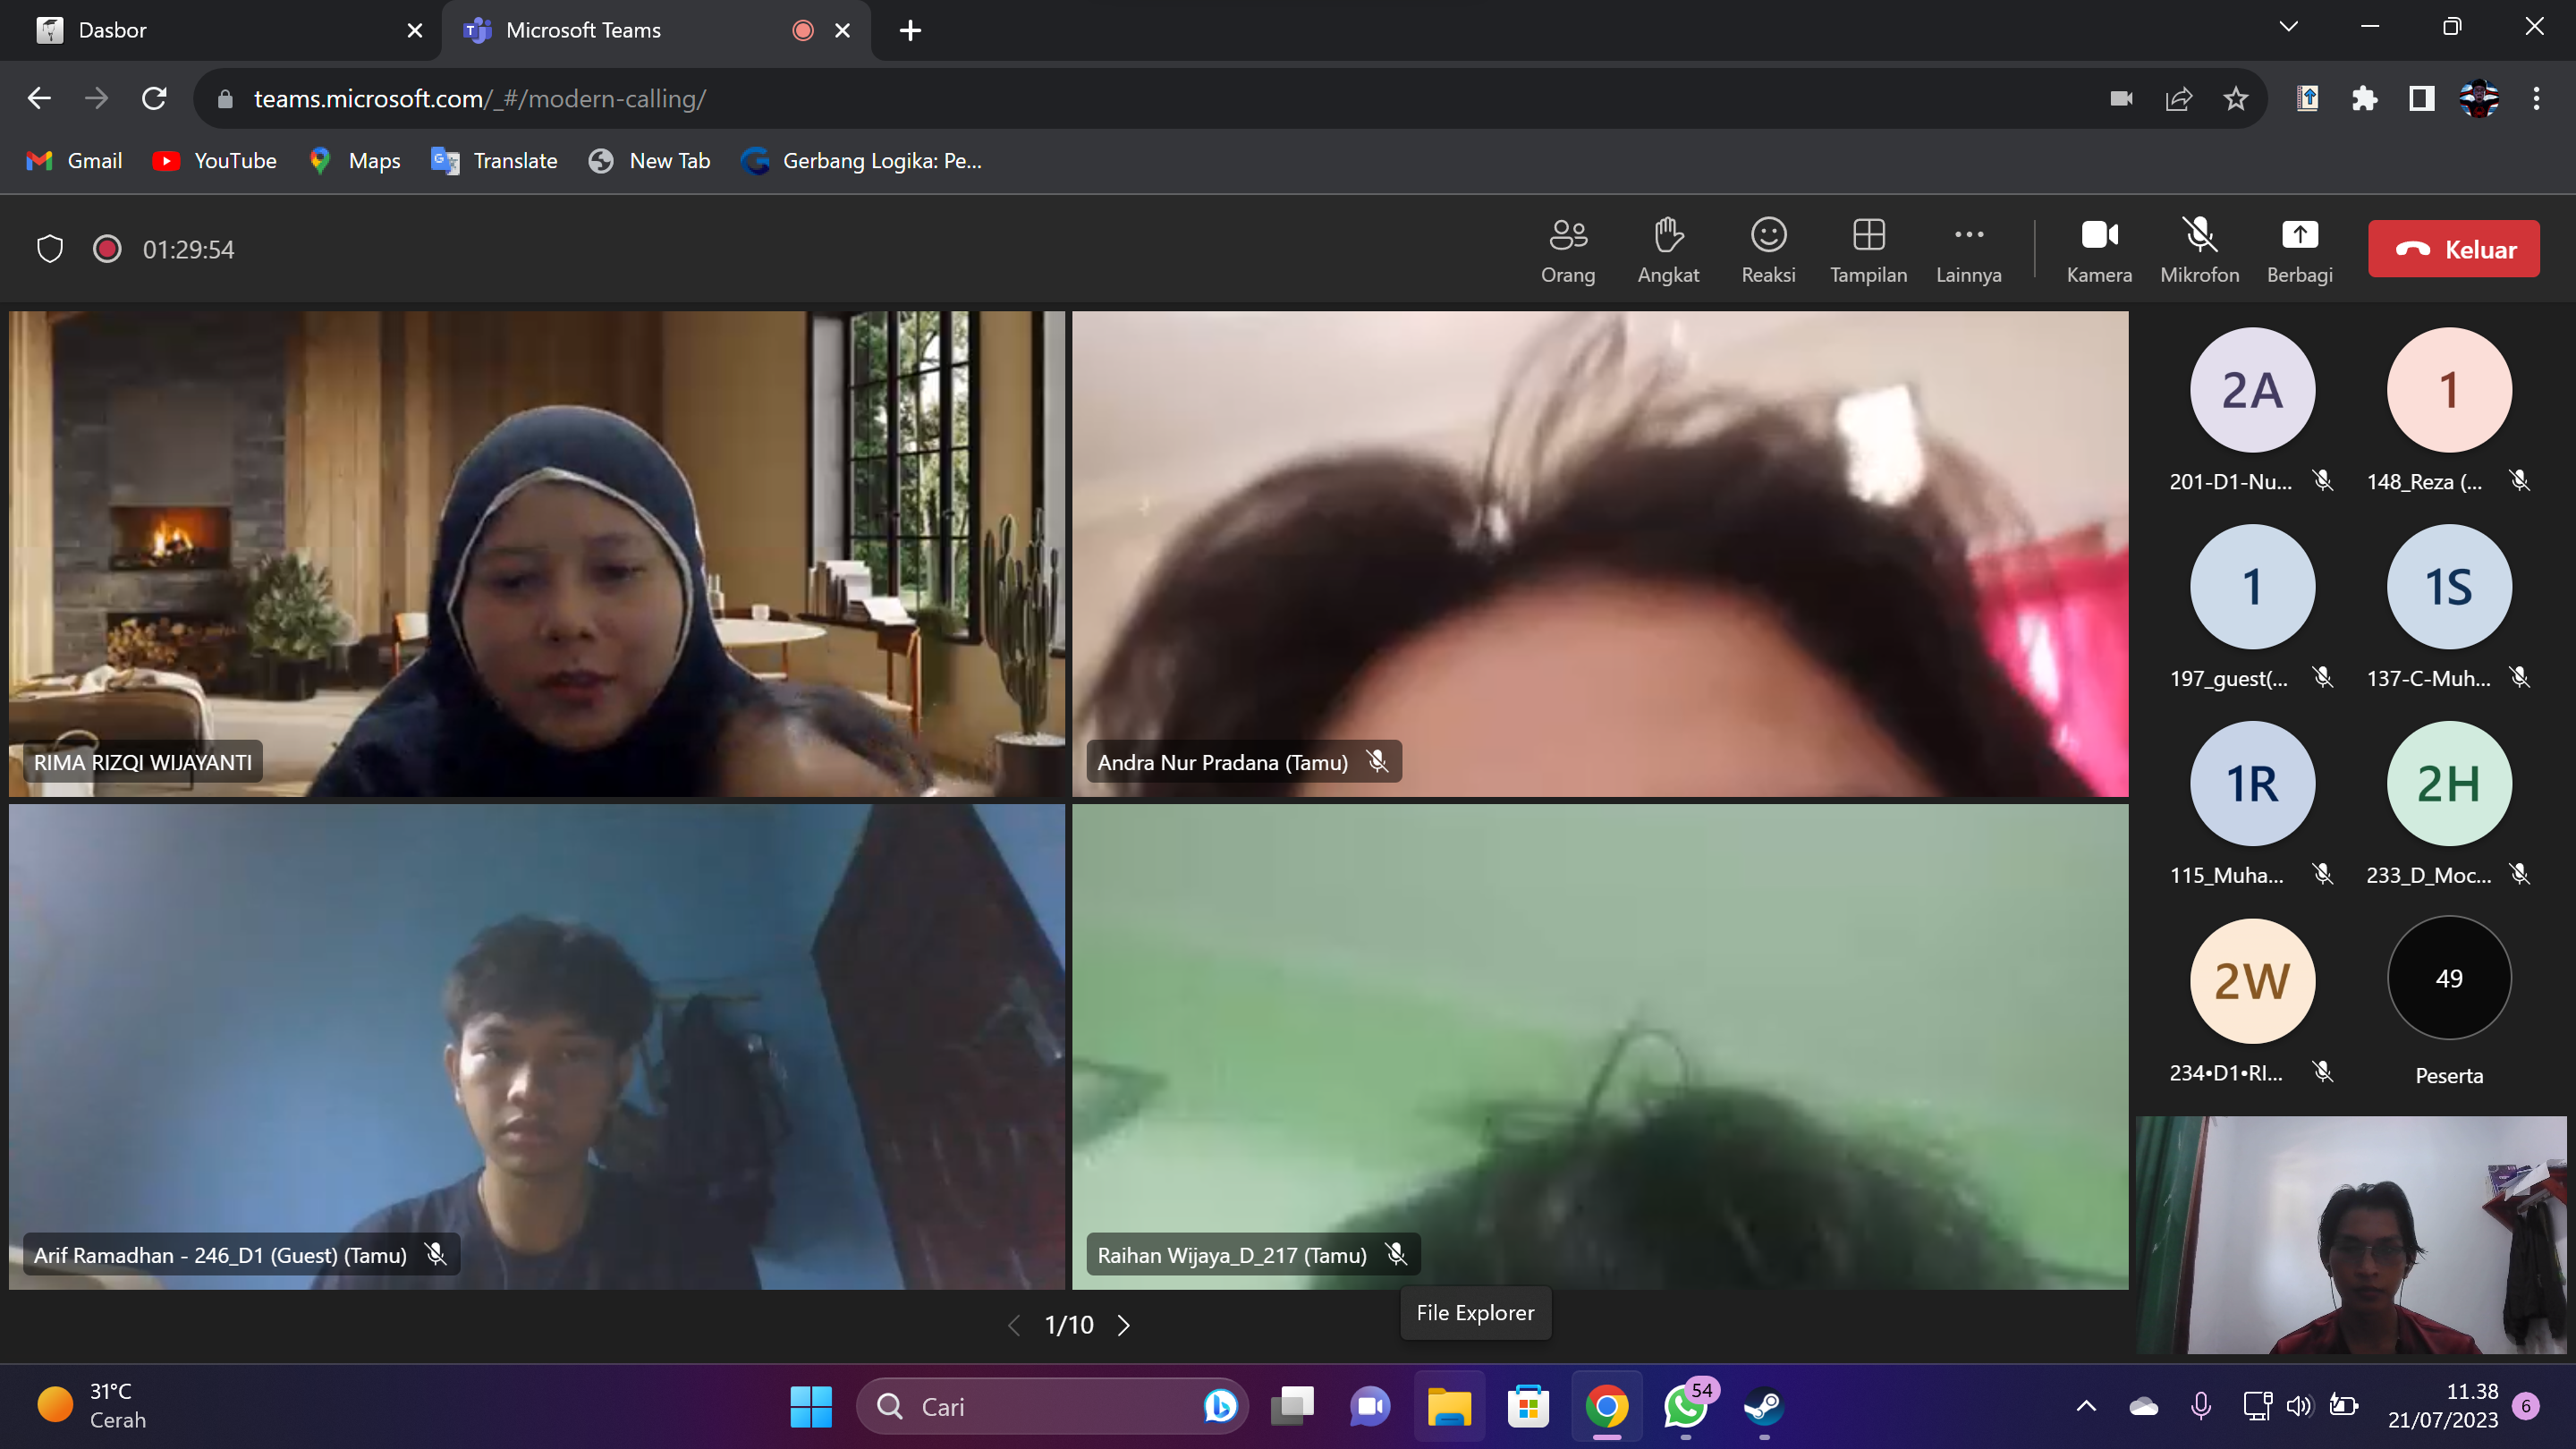 Dasbor
Microsoft Teams
teams.microsoft.com/_#/modern-calling/
Gmail
YouTube
Maps
Translate
New Tab
Gerbang Logika: Pe...
01:29:54
Orang
Angkat
Reaksi
Tampilan
Lainnya
Kamera
Mikrofon
Berbagi
Keluar
RIMA RIZQI WIJAYANTI
Andra Nur Pradana (Tamu)
Arif Ramadhan - 246_D1 (Guest) (Tamu)
Raihan Wijaya_D_217 (Tamu)
2A
201-D1-Nu...
1
148_Reza (...
1
197_guest(...
1S
137-C-Muh...
1R
115_Muha...
2H
233_D_Moc...
2W
234•D1•RI...
49
Peserta
1/10
File Explorer
31°C
Cerah
Cari
54
11.38
21/07/2023
6